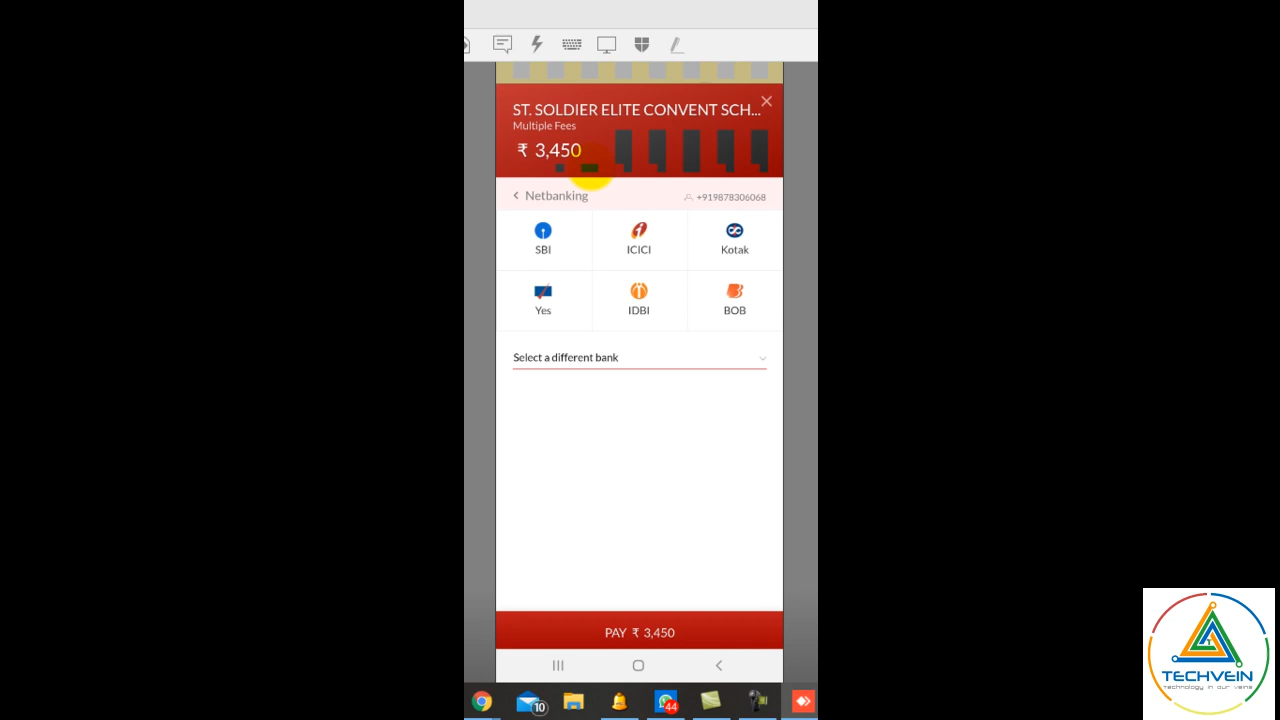 ST. SOLDIER ELITE CONVENT SCH...
Multiple Fees
₹ 3,450
Netbanking
+919878306068
SBI
ICICI
Kotak
Yes
IDBI
BOB
Select a different bank
PAY ₹ 3,450
10
44
TECHVEIN
Technology in our veins